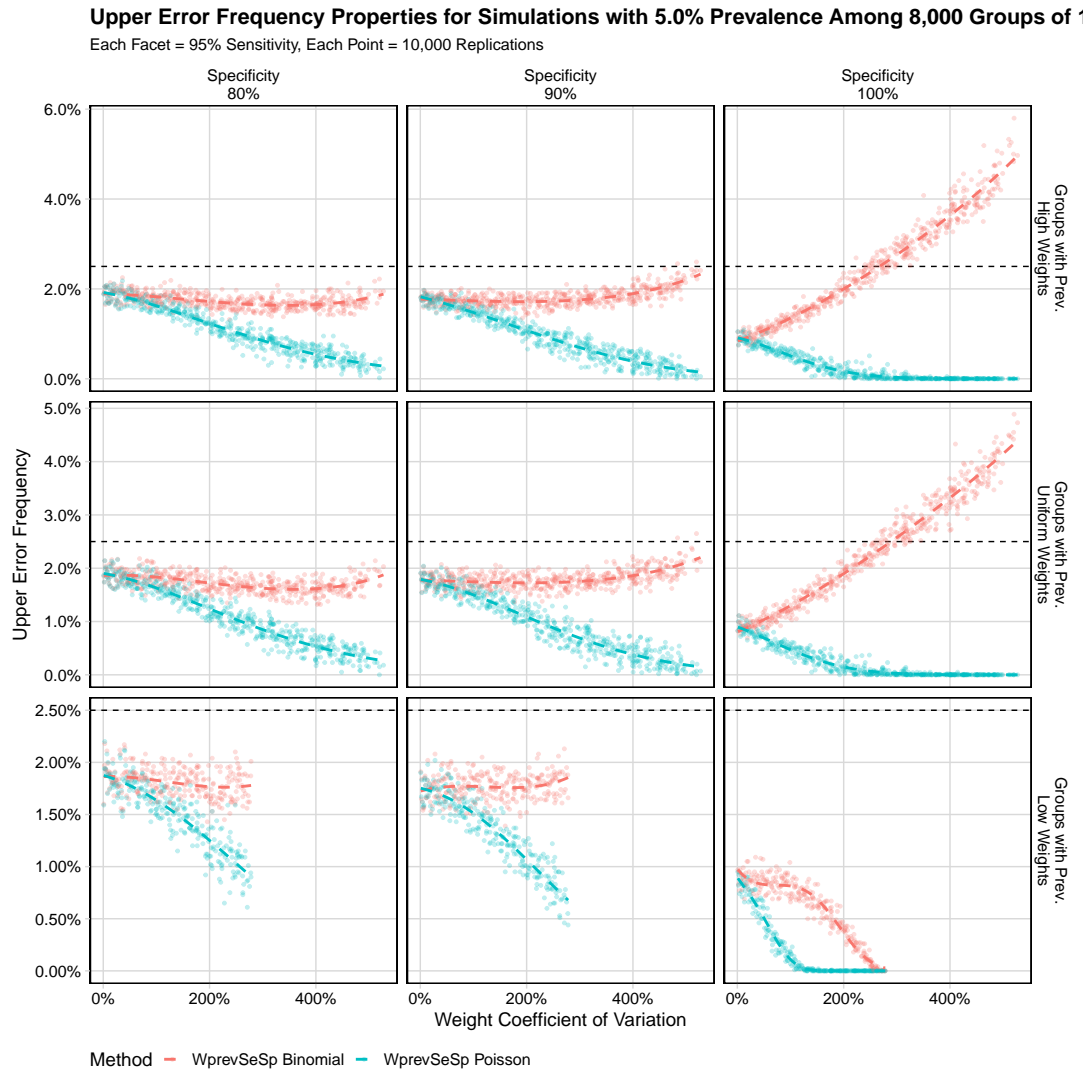 Upper Error Frequency Properties for Simulations with 5.0% Prevalence Among 8,000 Groups of
Each Facet = 95% Sensitivity, Each Point = 10,000 Replications
Specificity
80%
Specificity
90%
Specificity
100%
6.0%
4.0%
2.0%
0.0%
Groups with Prev.
High Weights
5.0%
4.0%
3.0%
2.0%
1.0%
0.0%
Groups with Prev.
Uniform Weights
2.50%
2.00%
1.50%
1.00%
0.50%
0.00%
Groups with Prev.
Low Weights
Upper Error Frequency
0%
200%
400%
0%
200%
400%
0%
200%
400%
Weight Coefficient of Variation
Method
WprevSeSp Binomial
WprevSeSp Poisson